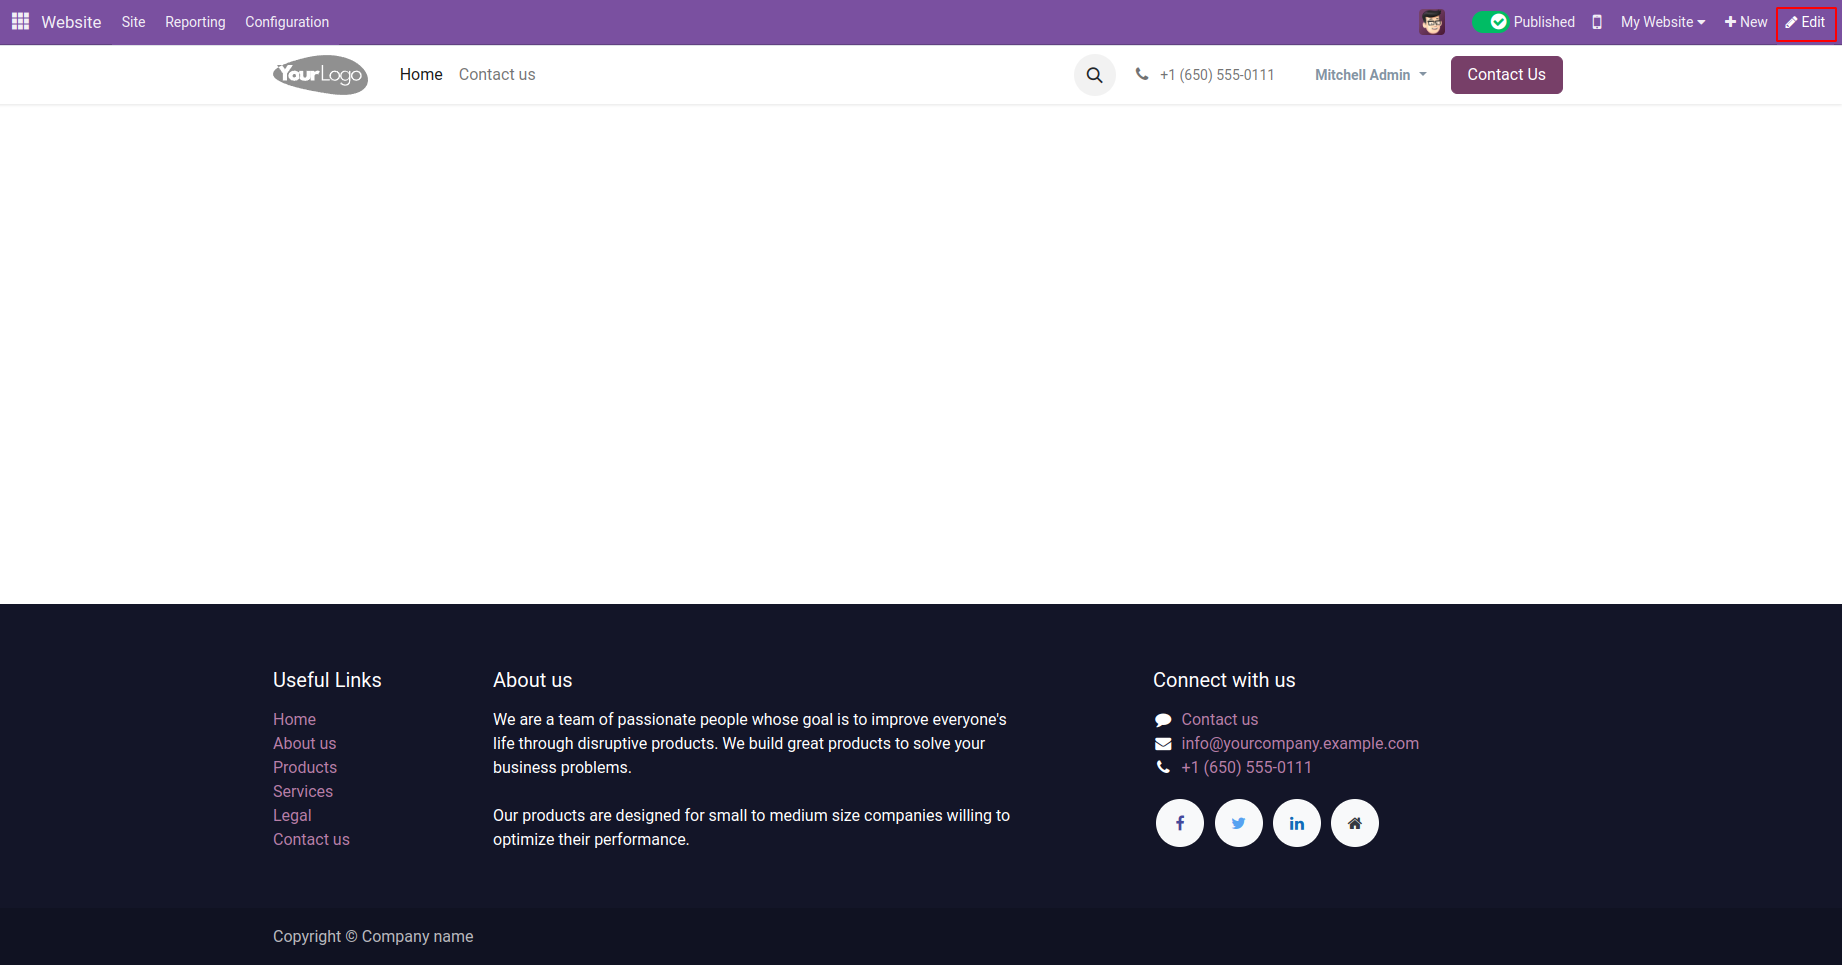 Website Site Reporting Configuration Published My Website New Edit
YourLogo Home Contact us +1 (650) 555-0111 Mitchell Admin Contact Us
Useful Links
Home
About us
Products
Services
Legal
Contact us
About us
We are a team of passionate people whose goal is to improve everyone's
life through disruptive products. We build great products to solve your
business problems.
Our products are designed for small to medium size companies willing to
optimize their performance.
Connect with us
Contact us
info@yourcompany.example.com
+1 (650) 555-0111
Copyright © Company name